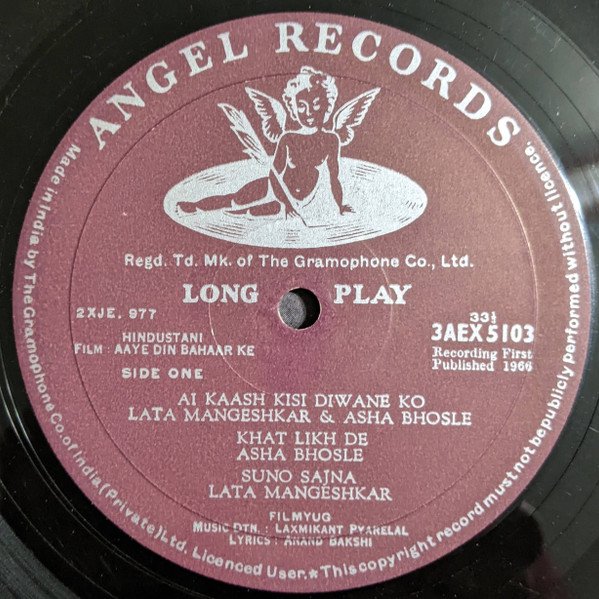 ANGEL RECORDS
Regd. Td. Mk. of The Gramophone Co., Ltd.
LONG PLAY
2XJE. 977
33⅓
3AEX 5103
HINDUSTANI
FILM : AAYE DIN BAHAAR KE
Recording First
Published 1966
SIDE ONE
AI KAASH KISI DIWANE KO
LATA MANGESHKAR & ASHA BHOSLE
KHAT LIKH DE
ASHA BHOSLE
SUNO SAJNA
LATA MANGESHKAR
FILMYUG
MUSIC DTN. : LAXMIKANT PYARELAL
LYRICS : ANAND BAKSHI
Made in India by The Gramophone Co. of India (Private) Ltd. Licenced User. ★ This copyright record must not be publicly performed without licence.